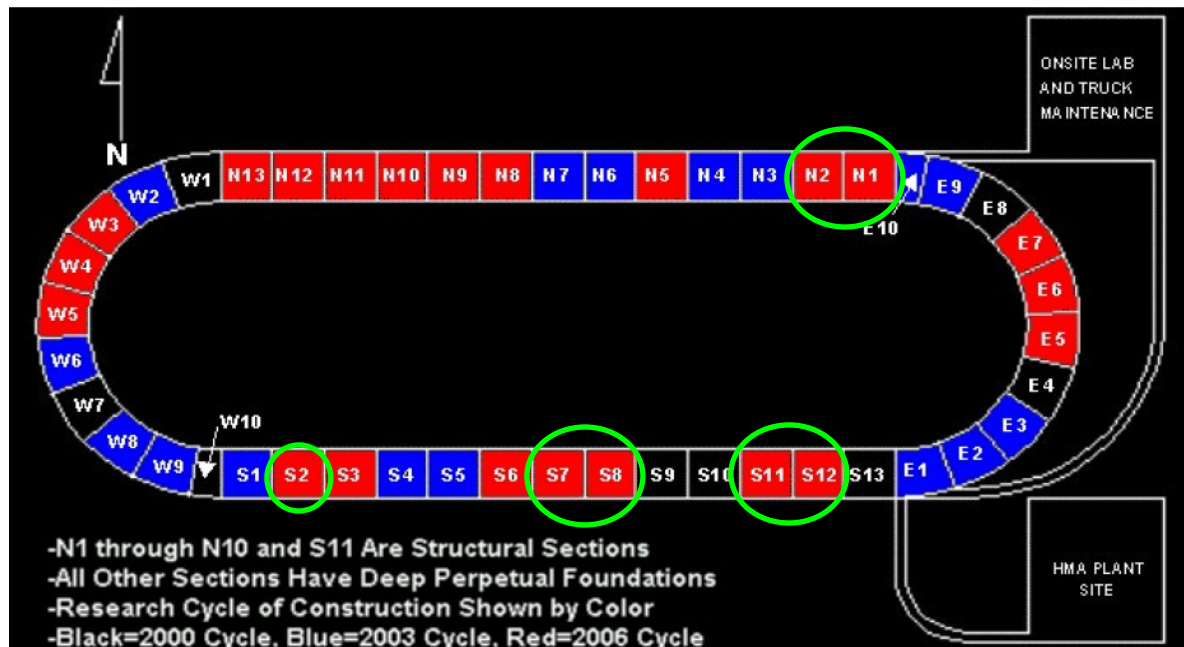 ONSITE LAB
AND TRUCK
MAINTENANCE
N
W1 N13 N12 N11 N10 N9 N8 N7 N6 N5 N4 N3 N2 N1
E10
E9
E8
E7
E6
E5
E4
E3
E2
E1
W2
W3
W4
W5
W6
W7
W8
W9
W10
S1 S2 S3 S4 S5 S6 S7 S8 S9 S10 S11 S12 S13
-N1 through N10 and S11 Are Structural Sections
-All Other Sections Have Deep Perpetual Foundations
-Research Cycle of Construction Shown by Color
-Black=2000 Cycle, Blue=2003 Cycle, Red=2006 Cycle
HMA PLANT
SITE